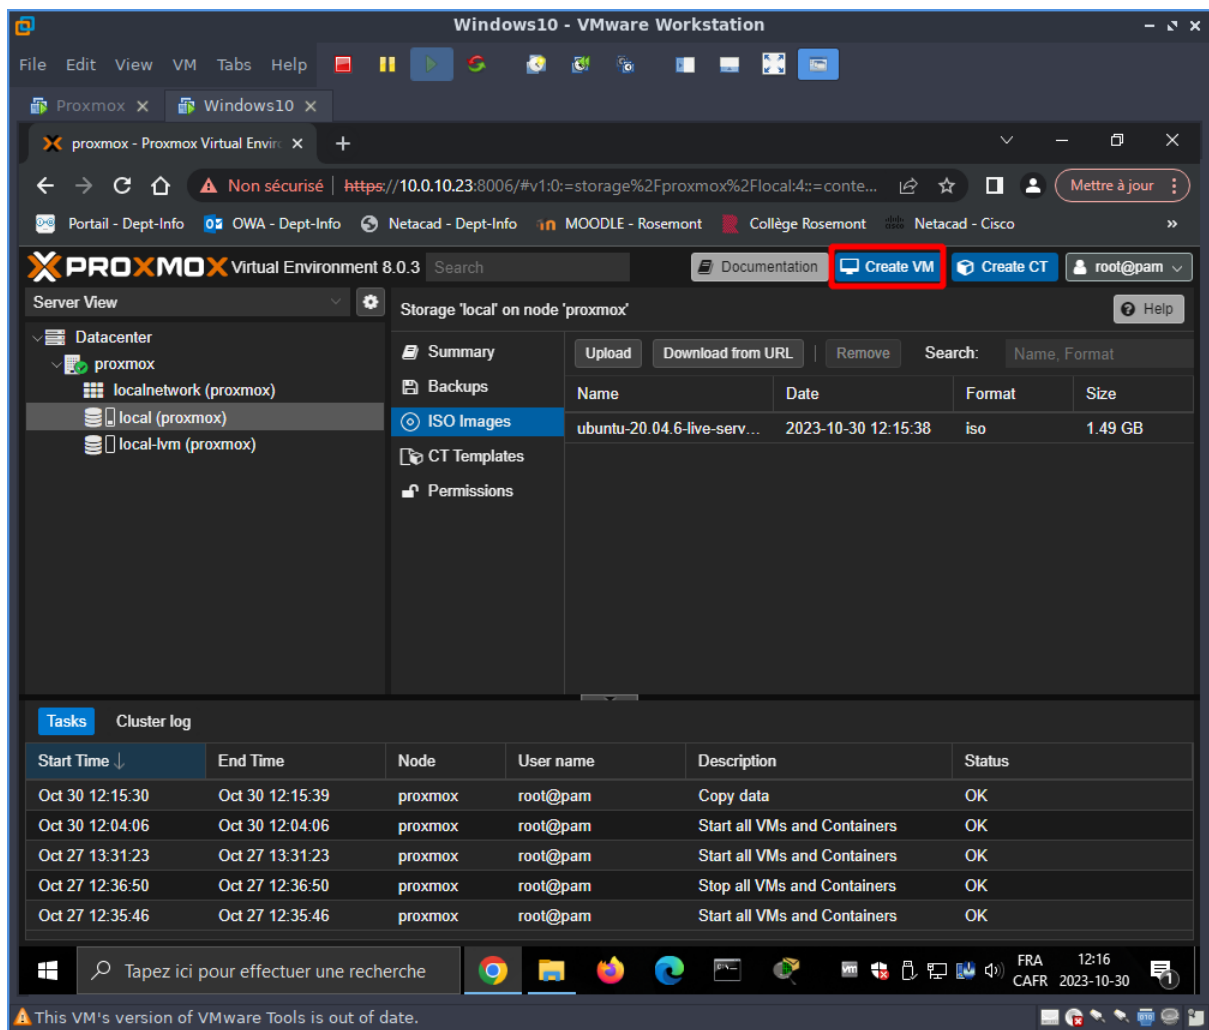 Windows10 - VMware Workstation
File Edit View VM Tabs Help
Proxmox Windows10
proxmox - Proxmox Virtual Enviro
Non sécurisé https://10.0.10.23:8006/#v1:0:=storage%2Fproxmox%2Flocal:4::=conte... Mettre à jour
Portail - Dept-Info OWA - Dept-Info Netacad - Dept-Info MOODLE - Rosemont Collège Rosemont Netacad - Cisco »
PROXMOX Virtual Environment 8.0.3 Search Documentation Create VM Create CT root@pam
Server View
Storage 'local' on node 'proxmox' Help
Datacenter
proxmox
localnetwork (proxmox)
local (proxmox)
local-lvm (proxmox)
Summary
Backups
ISO Images
CT Templates
Permissions
Upload Download from URL Remove Search: Name, Format
Name Date Format Size
ubuntu-20.04.6-live-serv... 2023-10-30 12:15:38 iso 1.49 GB
Tasks Cluster log
Start Time End Time Node User name Description Status
Oct 30 12:15:30 Oct 30 12:15:39 proxmox root@pam Copy data OK
Oct 30 12:04:06 Oct 30 12:04:06 proxmox root@pam Start all VMs and Containers OK
Oct 27 13:31:23 Oct 27 13:31:23 proxmox root@pam Start all VMs and Containers OK
Oct 27 12:36:50 Oct 27 12:36:50 proxmox root@pam Stop all VMs and Containers OK
Oct 27 12:35:46 Oct 27 12:35:46 proxmox root@pam Start all VMs and Containers OK
Tapez ici pour effectuer une recherche
FRA 12:16
CAFR 2023-10-30 1
This VM's version of VMware Tools is out of date.